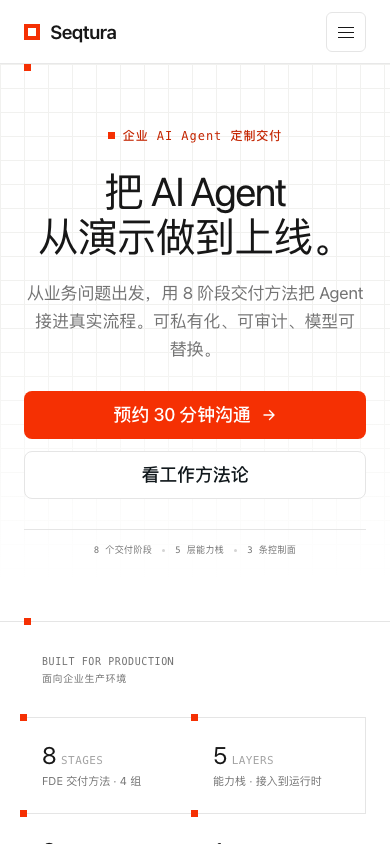 Seqtura
企业 AI Agent 定制交付
把 AI Agent
从演示做到上线。
从业务问题出发，用 8 阶段交付方法把 Agent
接进真实流程。可私有化、可审计、模型可
替换。
预约 30 分钟沟通 →
看工作方法论
8 个交付阶段 • 5 层能力栈 • 3 条控制面
BUILT FOR PRODUCTION
面向企业生产环境
8 STAGES
FDE 交付方法 · 4 组
5 LAYERS
能力栈 · 接入到运行时